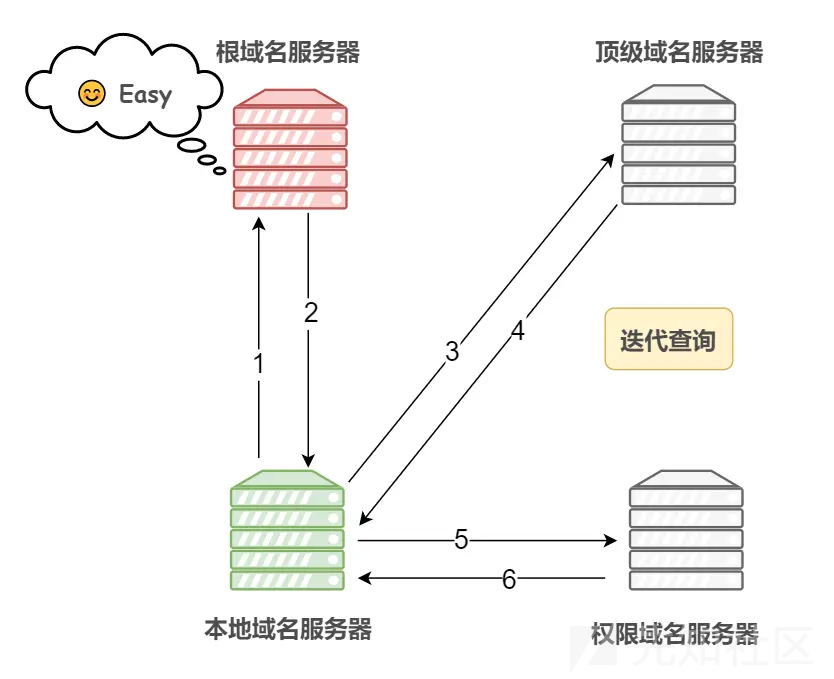 根域名服务器
顶级域名服务器
Easy
2
4
迭代查询
3
1
5
6
本地域名服务器
权限域名服务器
先知社区